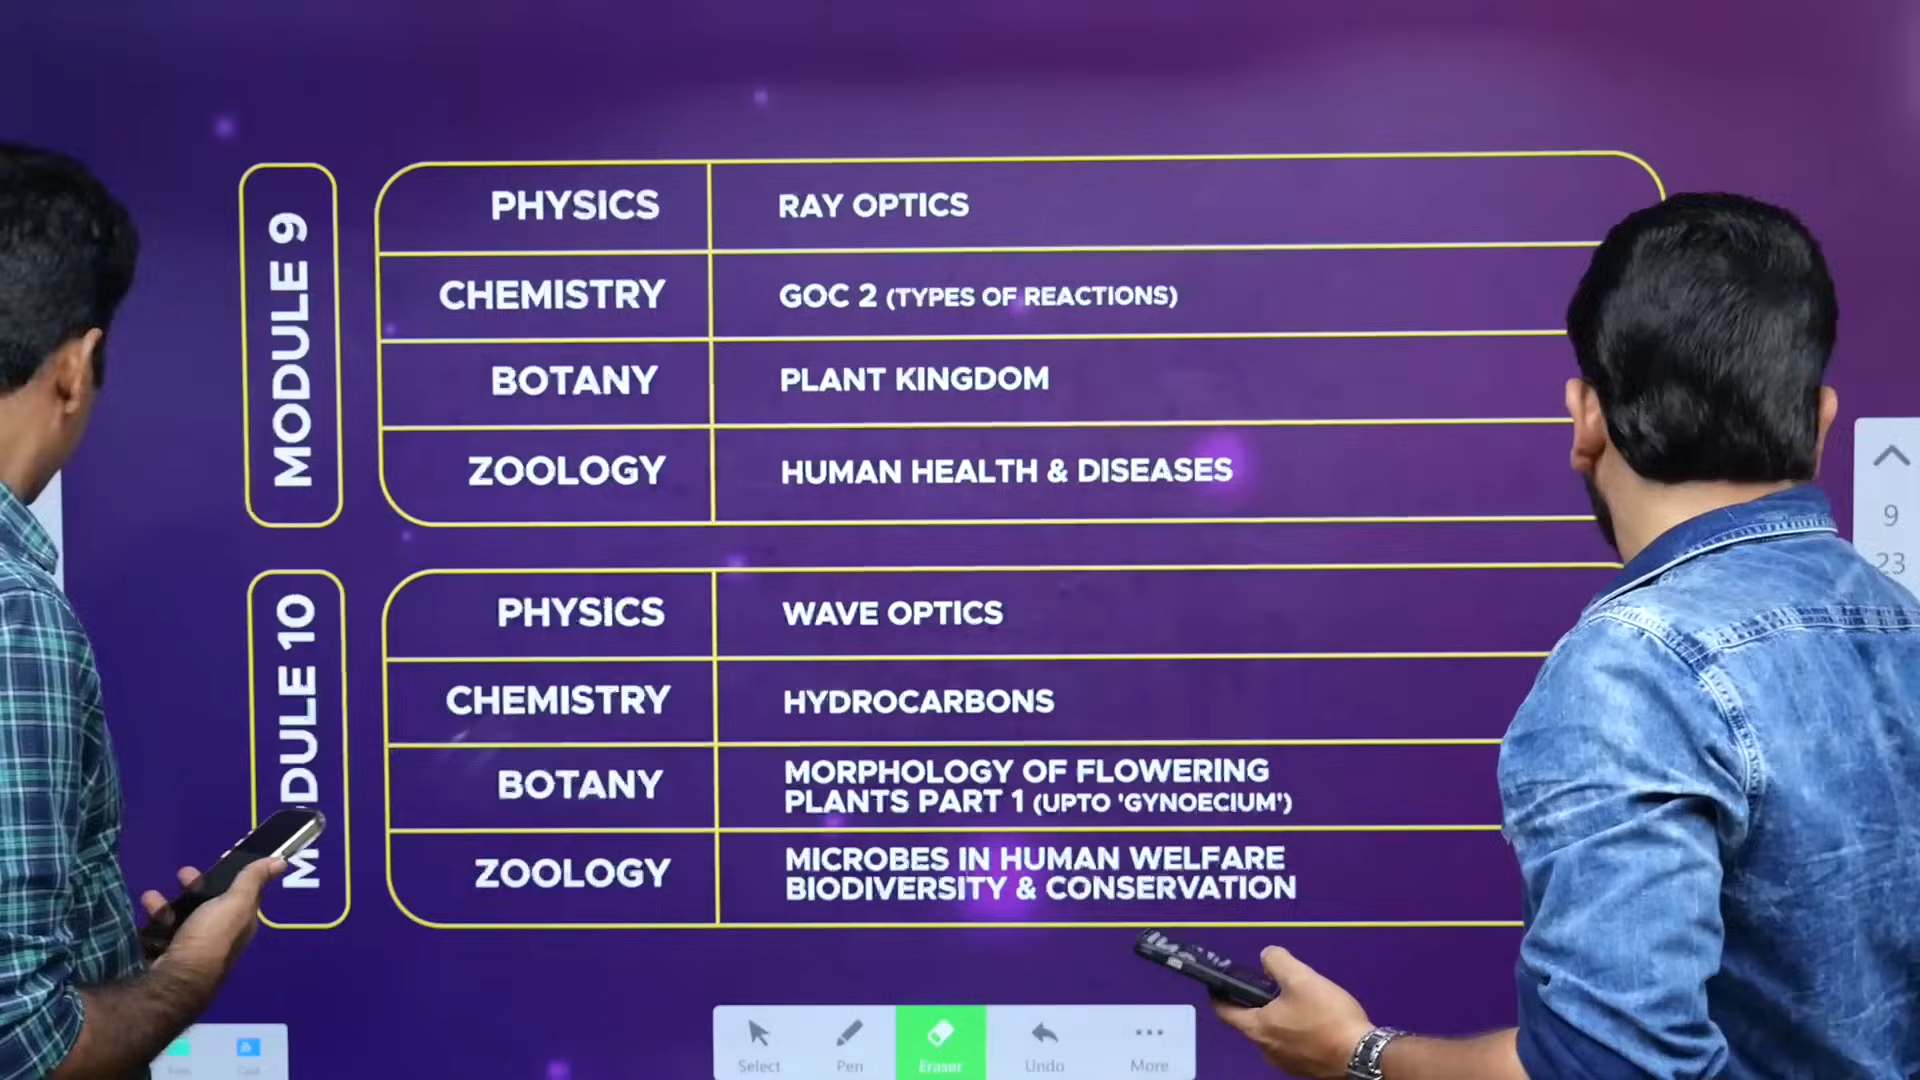 MODULE 9
PHYSICS
RAY OPTICS
CHEMISTRY
GOC 2 (TYPES OF REACTIONS)
BOTANY
PLANT KINGDOM
ZOOLOGY
HUMAN HEALTH & DISEASES
MODULE 10
PHYSICS
WAVE OPTICS
CHEMISTRY
HYDROCARBONS
BOTANY
MORPHOLOGY OF FLOWERING
PLANTS PART 1 (UPTO 'GYNOECIUM')
ZOOLOGY
MICROBES IN HUMAN WELFARE
BIODIVERSITY & CONSERVATION
9
23
Select
Pen
Eraser
Undo
More